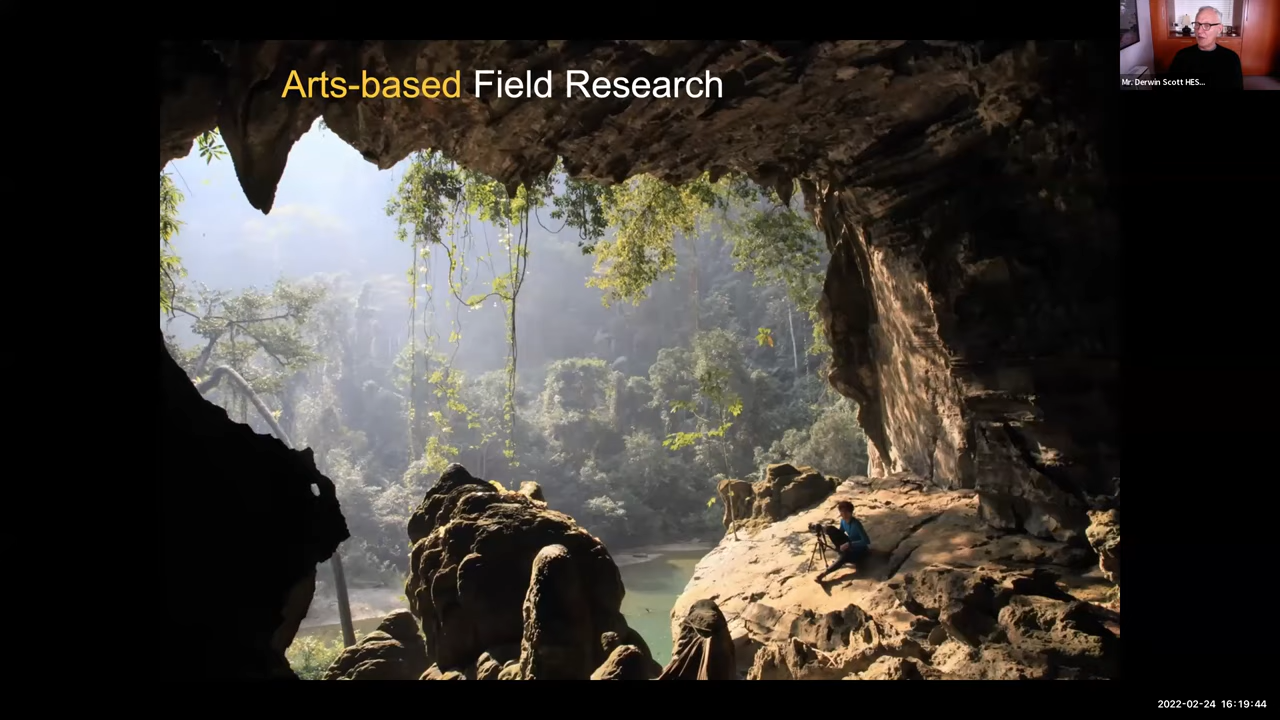 Arts-based Field Research
Mr. Derwin Scott HES...
2022-02-24 16:19:44